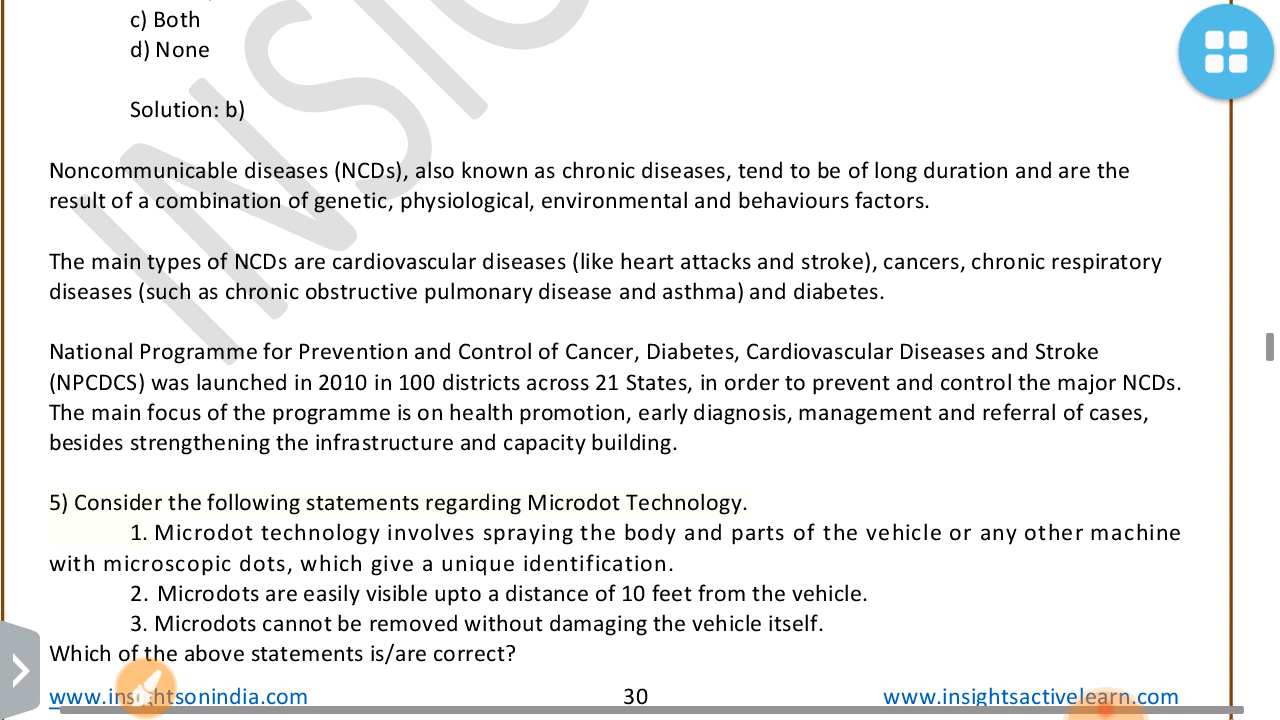 c) Both
d) None
Solution: b)
Noncommunicable diseases (NCDs), also known as chronic diseases, tend to be of long duration and are the
result of a combination of genetic, physiological, environmental and behaviours factors.
The main types of NCDs are cardiovascular diseases (like heart attacks and stroke), cancers, chronic respiratory
diseases (such as chronic obstructive pulmonary disease and asthma) and diabetes.
National Programme for Prevention and Control of Cancer, Diabetes, Cardiovascular Diseases and Stroke
(NPCDCS) was launched in 2010 in 100 districts across 21 States, in order to prevent and control the major NCDs.
The main focus of the programme is on health promotion, early diagnosis, management and referral of cases,
besides strengthening the infrastructure and capacity building.
5) Consider the following statements regarding Microdot Technology.
1. Microdot technology involves spraying the body and parts of the vehicle or any other machine
with microscopic dots, which give a unique identification.
2. Microdots are easily visible upto a distance of 10 feet from the vehicle.
3. Microdots cannot be removed without damaging the vehicle itself.
Which of the above statements is/are correct?
www.insightsonindia.com 30 www.insightsactivelearn.com